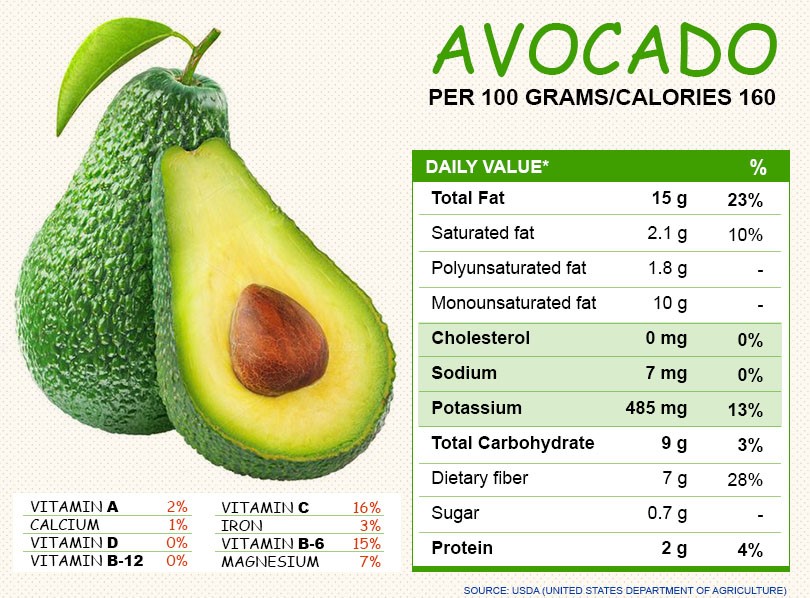 AVOCADO
PER 100 GRAMS/CALORIES 160
DAILY VALUE* %
Total Fat 15 g 23%
Saturated fat 2.1 g 10%
Polyunsaturated fat 1.8 g -
Monounsaturated fat 10 g -
Cholesterol 0 mg 0%
Sodium 7 mg 0%
Potassium 485 mg 13%
Total Carbohydrate 9 g 3%
Dietary fiber 7 g 28%
Sugar 0.7 g -
Protein 2 g 4%
VITAMIN A 2% VITAMIN C 16%
CALCIUM 1% IRON 3%
VITAMIN D 0% VITAMIN B-6 15%
VITAMIN B-12 0% MAGNESIUM 7%
SOURCE: USDA (UNITED STATES DEPARTMENT OF AGRICULTURE)